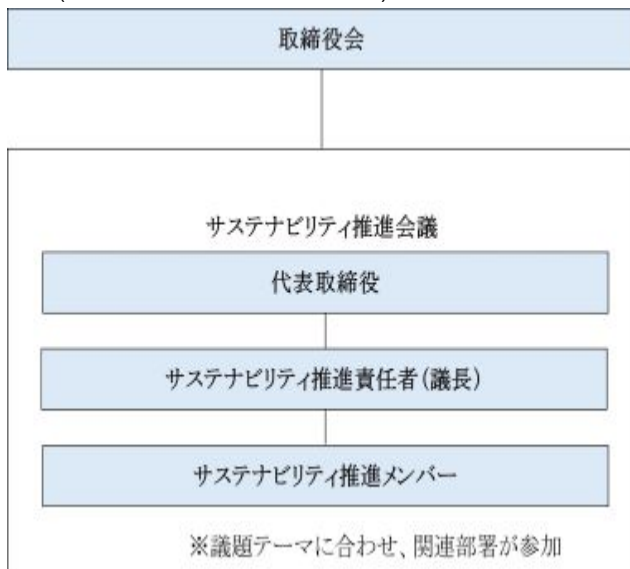 取締役会
サステナビリティ推進会議
代表取締役
サステナビリティ推進責任者(議長)
サステナビリティ推進メンバー
※議題テーマに合わせ、関連部署が参加